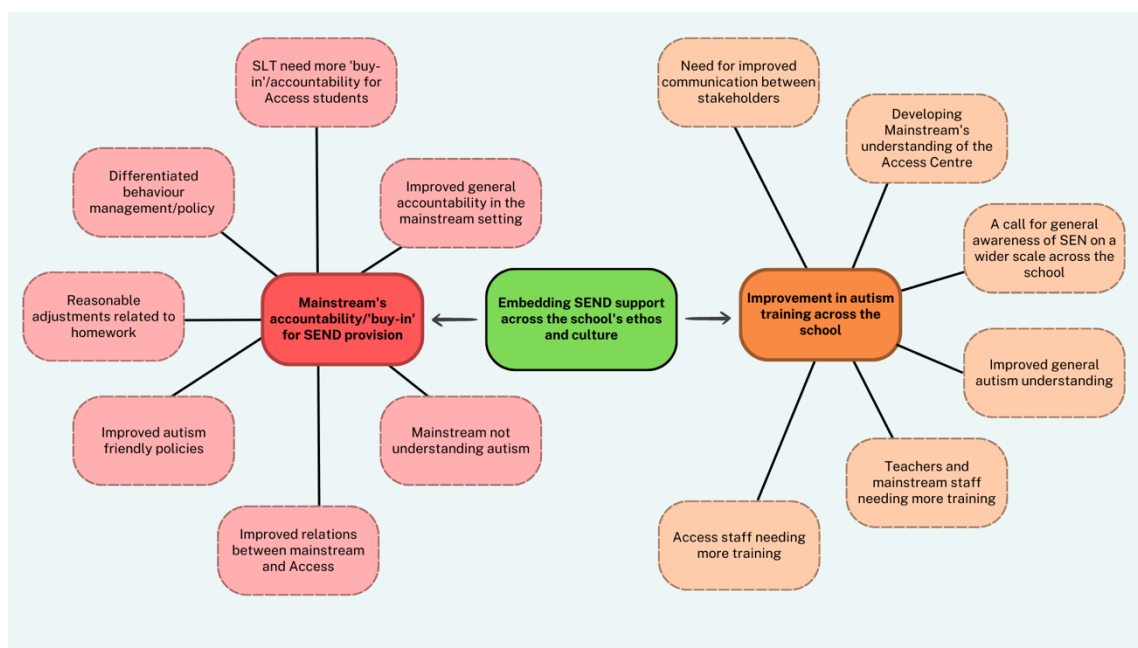 SLT need more 'buy-
in'/accountability for
Access students
Differentiated
behaviour
management/policy
Improved general
accountability in the
mainstream setting
Reasonable
adjustments related to
homework
Mainstream's
accountability/'buy-in'
for SEND provision
Improved autism
friendly policies
Mainstream not
understanding autism
Improved relations
between mainstream
and Access
Embedding SEND support
across the school's ethos
and culture
Need for improved
communication between
stakeholders
Developing
Mainstream's
understanding of the
Access Centre
A call for general
awareness of SEN on a
wider scale across the
school
Improvement in autism
training across the
school
Improved general
autism understanding
Teachers and
mainstream staff
needing more training
Access staff needing
more training